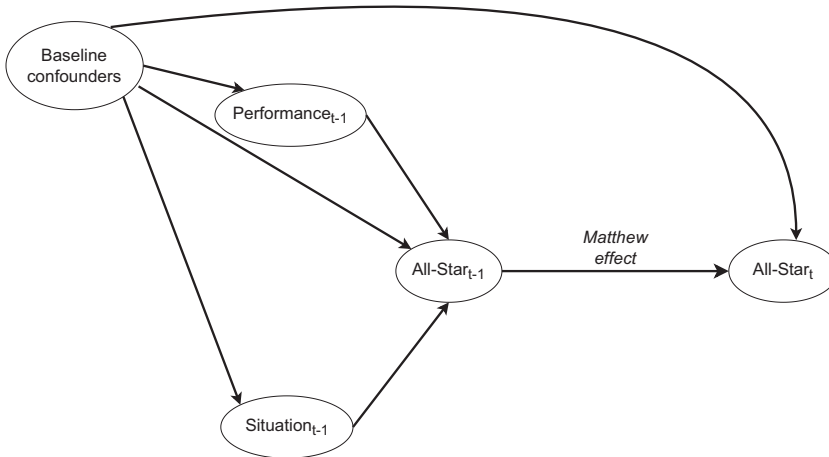 Baseline
confounders
Performance_t-1
Matthew
effect
All-Star_t-1
All-Star_t
Situation_t-1